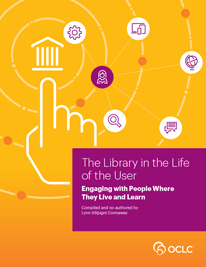 The Library in the Life
of the User
Engaging with People Where
They Live and Learn
Compiled and co-authored by
Lynn Silipigni Connaway
OCLC